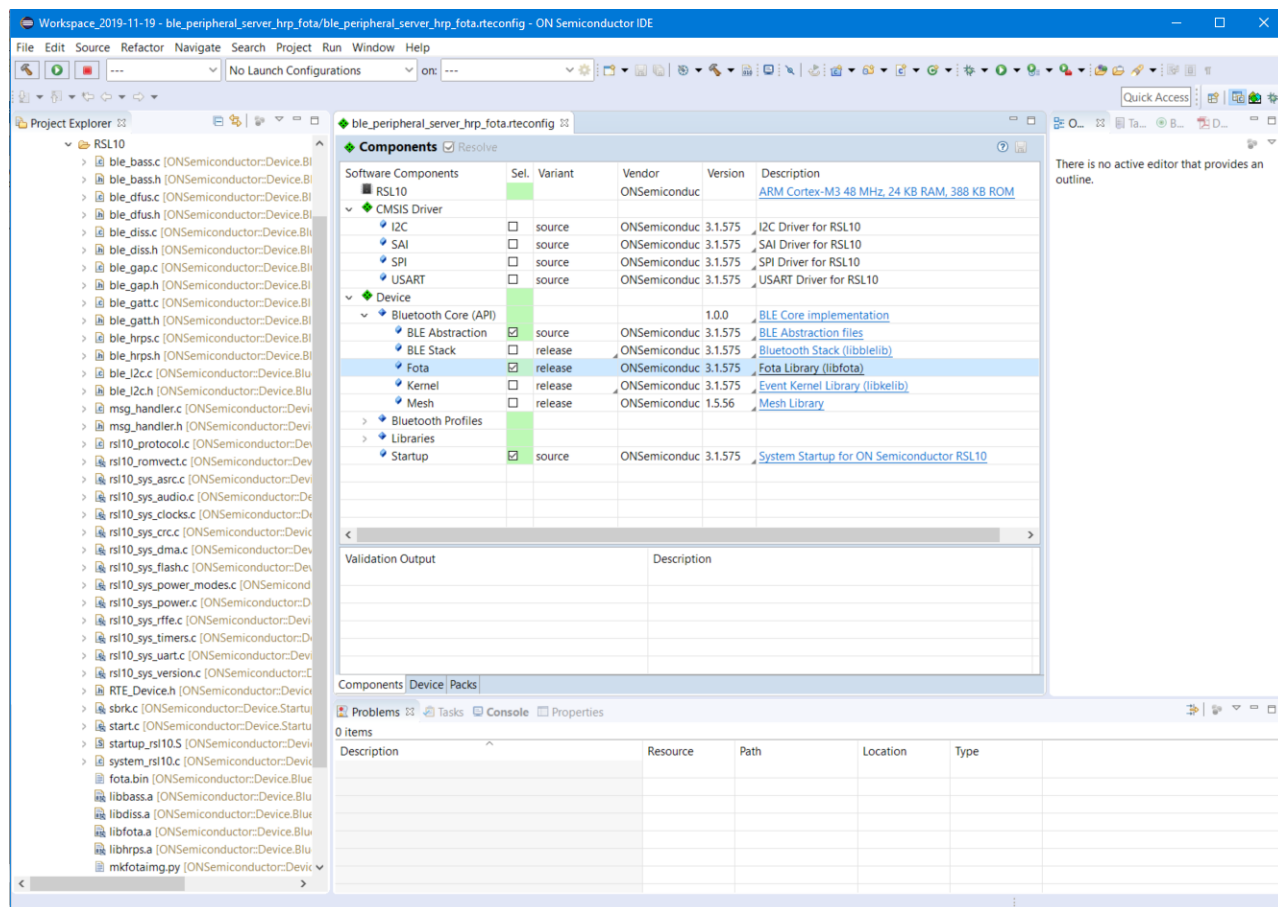 Workspace_2019-11-19 - ble_peripheral_server_hrp_fota/ble_peripheral_server_hrp_fota.rteconfig - ON Semiconductor IDE
File Edit Source Refactor Navigate Search Project Run Window Help
--- No Launch Configurations on: ---
Quick Access
Project Explorer
RSL10
ble_bass.c [ONSemiconductor::Device.Bl
ble_bass.h [ONSemiconductor::Device.Bl
ble_dfus.c [ONSemiconductor::Device.Bl
ble_dfus.h [ONSemiconductor::Device.Bl
ble_diss.c [ONSemiconductor::Device.Blu
ble_diss.h [ONSemiconductor::Device.Bl
ble_gap.c [ONSemiconductor::Device.Bl
ble_gap.h [ONSemiconductor::Device.Bl
ble_gatt.c [ONSemiconductor::Device.Bl
ble_gatt.h [ONSemiconductor::Device.Bl
ble_hrps.c [ONSemiconductor::Device.Bl
ble_hrps.h [ONSemiconductor::Device.Bl
ble_l2c.c [ONSemiconductor::Device.Blu
ble_l2c.h [ONSemiconductor::Device.Blu
msg_handler.c [ONSemiconductor::Devi
msg_handler.h [ONSemiconductor::Devi
rsl10_protocol.c [ONSemiconductor::Dev
rsl10_romvect.c [ONSemiconductor::Dev
rsl10_sys_asrc.c [ONSemiconductor::Devi
rsl10_sys_audio.c [ONSemiconductor::De
rsl10_sys_clocks.c [ONSemiconductor::De
rsl10_sys_crc.c [ONSemiconductor::Devic
rsl10_sys_dma.c [ONSemiconductor::Dev
rsl10_sys_flash.c [ONSemiconductor::Dev
rsl10_sys_power_modes.c [ONSemicond
rsl10_sys_power.c [ONSemiconductor::D
rsl10_sys_rffe.c [ONSemiconductor::Devi
rsl10_sys_timers.c [ONSemiconductor::De
rsl10_sys_uart.c [ONSemiconductor::Devi
rsl10_sys_version.c [ONSemiconductor::D
RTE_Device.h [ONSemiconductor::Device
sbrk.c [ONSemiconductor::Device.Startu
start.c [ONSemiconductor::Device.Startu
startup_rsl10.S [ONSemiconductor::Devi
system_rsl10.c [ONSemiconductor::Devic
fota.bin [ONSemiconductor::Device.Blue
libbass.a [ONSemiconductor::Device.Blu
libdiss.a [ONSemiconductor::Device.Blue
libfota.a [ONSemiconductor::Device.Blu
libhrps.a [ONSemiconductor::Device.Blu
mkfotaimg.py [ONSemiconductor::Devic
ble_peripheral_server_hrp_fota.rteconfig
Components Resolve
Software Components Sel. Variant Vendor Version Description
RSL10 ONSemiconduc ARM Cortex-M3 48 MHz, 24 KB RAM, 388 KB ROM
CMSIS Driver
I2C source ONSemiconduc 3.1.575 I2C Driver for RSL10
SAI source ONSemiconduc 3.1.575 SAI Driver for RSL10
SPI source ONSemiconduc 3.1.575 SPI Driver for RSL10
USART source ONSemiconduc 3.1.575 USART Driver for RSL10
Device
Bluetooth Core (API) 1.0.0 BLE Core implementation
BLE Abstraction source ONSemiconduc 3.1.575 BLE Abstraction files
BLE Stack release ONSemiconduc 3.1.575 Bluetooth Stack (libblelib)
Fota release ONSemiconduc 3.1.575 Fota Library (libfota)
Kernel release ONSemiconduc 3.1.575 Event Kernel Library (libkelib)
Mesh release ONSemiconduc 1.5.56 Mesh Library
Bluetooth Profiles
Libraries
Startup source ONSemiconduc 3.1.575 System Startup for ON Semiconductor RSL10
Validation Output Description
Components Device Packs
Problems Tasks Console Properties
0 items
Description Resource Path Location Type
O... Ta... B... D...
There is no active editor that provides an
outline.